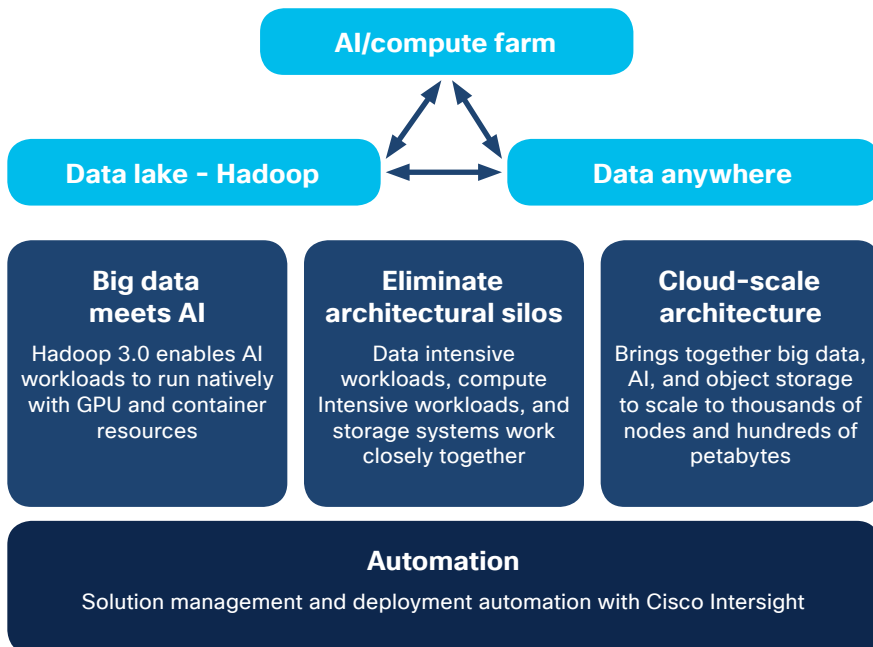 AI/compute farm
Data lake – Hadoop
Data anywhere
Big data
meets AI
Hadoop 3.0 enables AI
workloads to run natively
with GPU and container
resources
Eliminate
architectural silos
Data intensive
workloads, compute
Intensive workloads, and
storage systems work
closely together
Cloud-scale
architecture
Brings together big data,
AI, and object storage
to scale to thousands of
nodes and hundreds of
petabytes
Automation
Solution management and deployment automation with Cisco Intersight